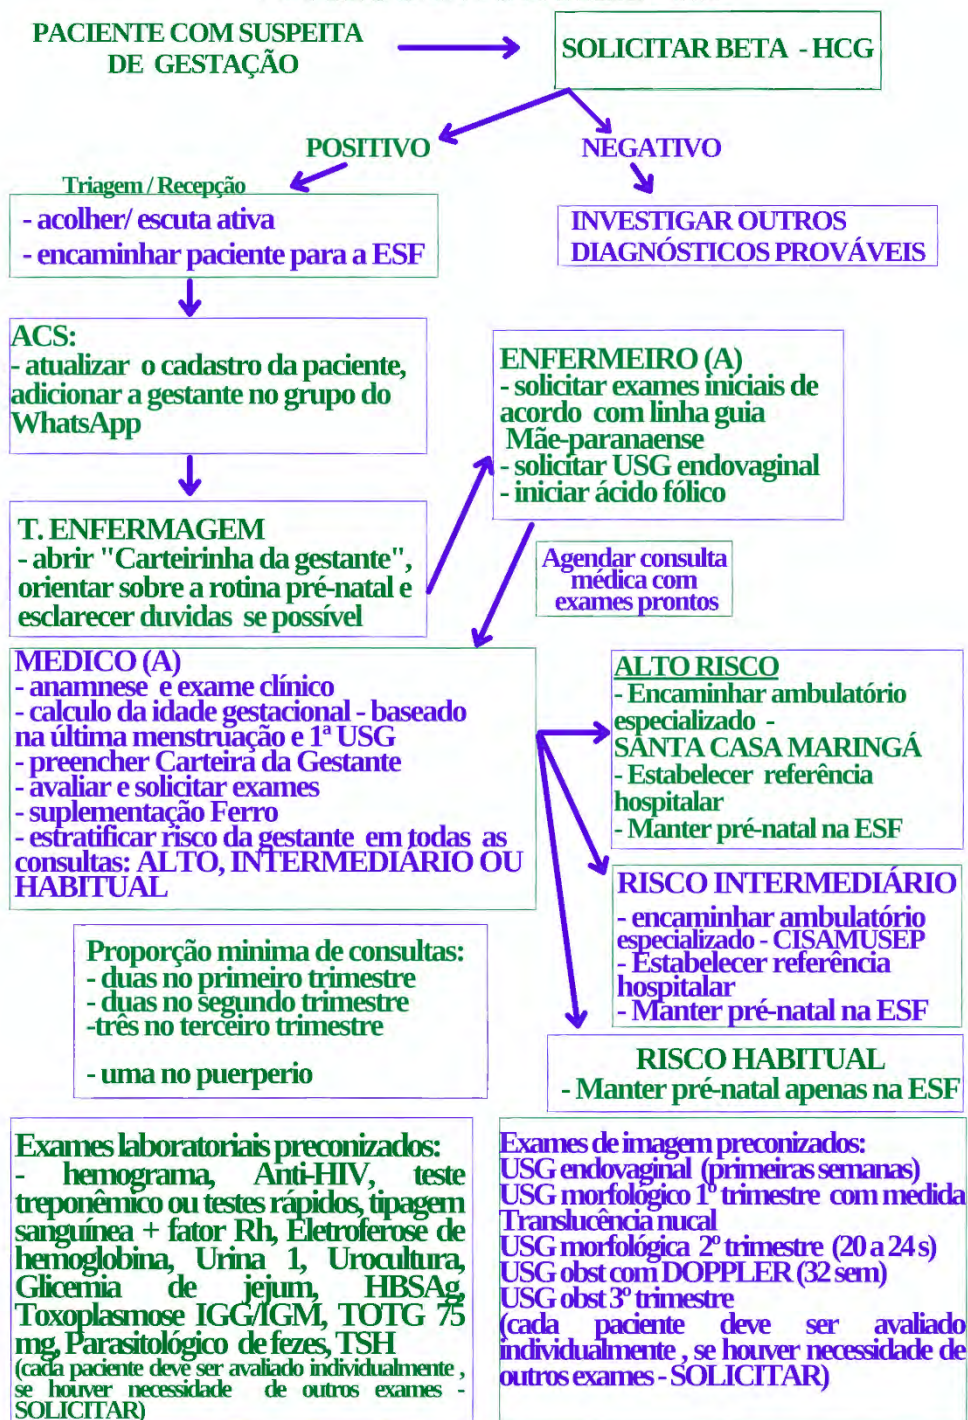 PACIENTE COM SUSPEITA
DE GESTAÇÃO
SOLICITAR BETA - HCG
POSITIVO
NEGATIVO
Triagem / Recepção
- acolher/ escuta ativa
- encaminhar paciente para a ESF
INVESTIGAR OUTROS
DIAGNÓSTICOS PROVÁVEIS
ACS:
- atualizar o cadastro da paciente,
adicionar a gestante no grupo do
WhatsApp
ENFERMEIRO (A)
- solicitar exames iniciais de
acordo com linha guia
Mãe-paranaense
- solicitar USG endovaginal
- iniciar ácido fólico
T. ENFERMAGEM
- abrir "Carteirinha da gestante",
orientar sobre a rotina pré-natal e
esclarecer duvidas se possível
Agendar consulta
médica com
exames prontos
MEDICO (A)
- anamnese e exame clínico
- calculo da idade gestacional - baseado
na última menstruação e 1ª USG
- preencher Carteira da Gestante
- avaliar e solicitar exames
- suplementação Ferro
- estratificar risco da gestante em todas as
consultas: ALTO, INTERMEDIÁRIO OU
HABITUAL
ALTO RISCO
- Encaminhar ambulatório
especializado -
SANTA CASA MARINGÁ
- Estabelecer referência
hospitalar
- Manter pré-natal na ESF
RISCO INTERMEDIÁRIO
- encaminhar ambulatório
especializado - CISAMUSEP
- Estabelecer referência
hospitalar
- Manter pré-natal na ESF
Proporção minima de consultas:
- duas no primeiro trimestre
- duas no segundo trimestre
-três no terceiro trimestre
- uma no puerperio
RISCO HABITUAL
- Manter pré-natal apenas na ESF
Exames laboratoriais preconizados:
- hemograma, Anti-HIV, teste
treponêmico ou testes rápidos, tipagem
sanguínea + fator Rh, Eletroferose de
hemoglobina, Urina 1, Urocultura,
Glicemia de jejum, HBSAg,
Toxoplasmose IGG/IGM, TOTG 75
mg, Parasitológico de fezes, TSH
(cada paciente deve ser avaliado individualmente ,
se houver necessidade de outros exames -
SOLICITAR)
Exames de imagem preconizados:
USG endovaginal (primeiras semanas)
USG morfológico 1º trimestre com medida
Translucência nucal
USG morfológica 2º trimestre (20 a 24 s)
USG obst com DOPPLER (32 sem)
USG obst 3º trimestre
(cada paciente deve ser avaliado
individualmente , se houver necessidade de
outros exames - SOLICITAR)